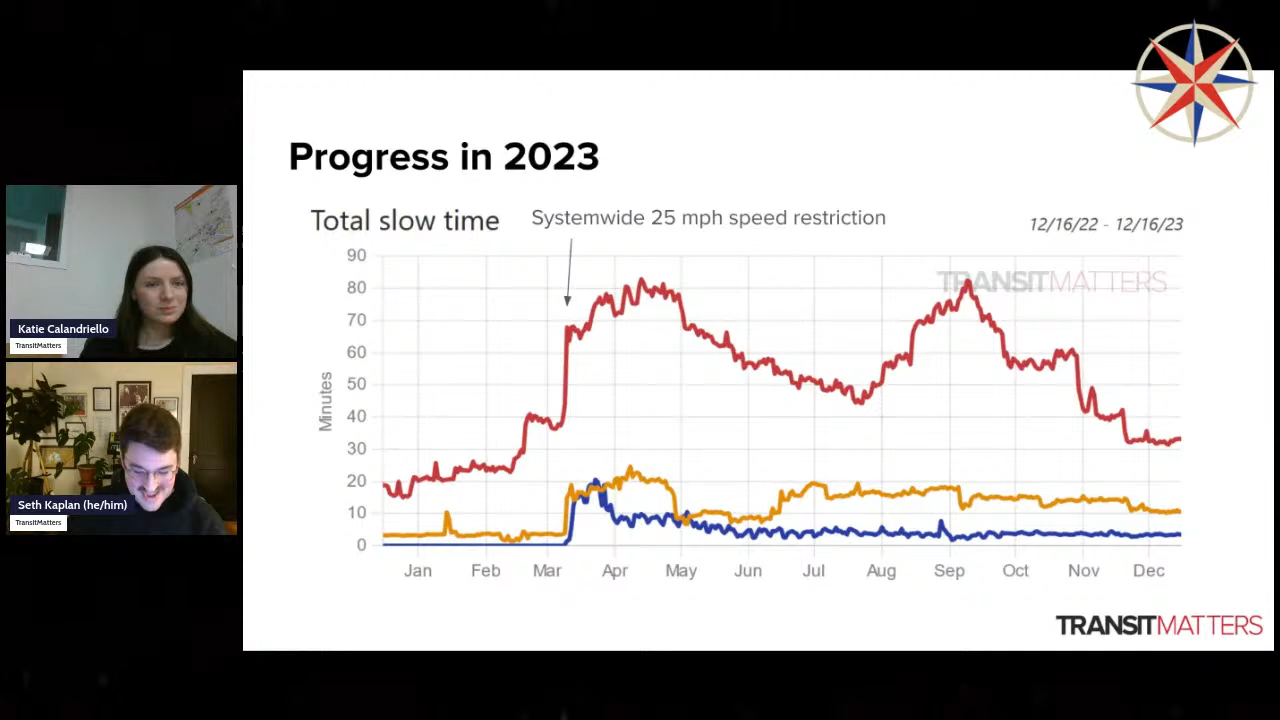 Progress in 2023
Total slow time
Systemwide 25 mph speed restriction
12/16/22 - 12/16/23
TRANSITMATTERS
90
80
70
60
50
40
30
20
10
0
Minutes
Jan Feb Mar Apr May Jun Jul Aug Sep Oct Nov Dec
TRANSITMATTERS
Katie Calandriello
TransitMatters
Seth Kaplan (he/him)
TransitMatters